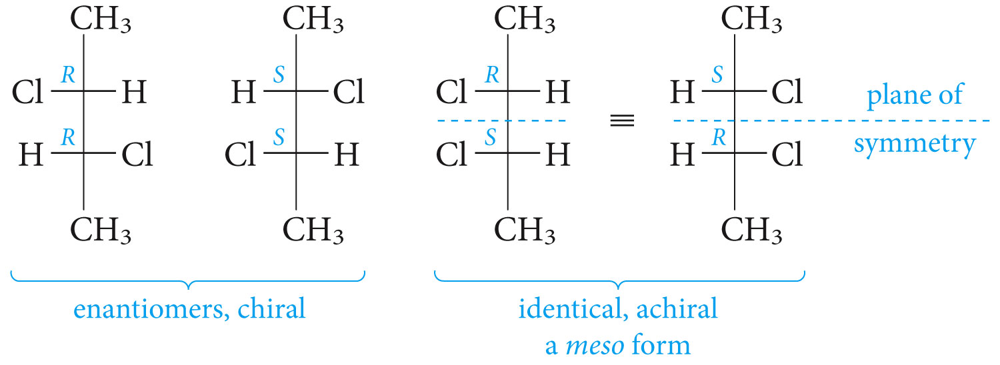 CH₃ CH₃ CH₃ CH₃
R S R S
Cl H H Cl Cl H ≡ H Cl plane of
R S S R symmetry
H Cl Cl H Cl H H Cl
CH₃ CH₃ CH₃ CH₃
enantiomers, chiral identical, achiral
a meso form